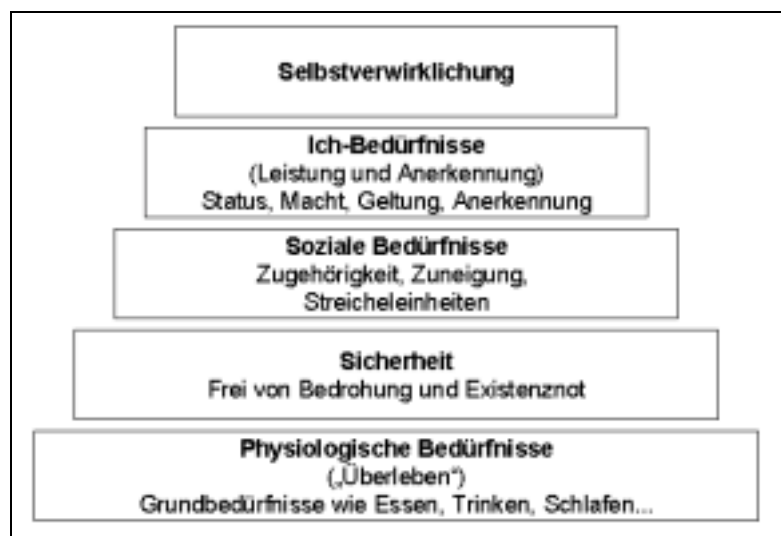 Selbstverwirklichung
Ich-Bedürfnisse
(Leistung und Anerkennung)
Status, Macht, Geltung, Anerkennung
Soziale Bedürfnisse
Zugehörigkeit, Zuneigung,
Streicheleinheiten
Sicherheit
Frei von Bedrohung und Existenznot
Physiologische Bedürfnisse
(„Überleben“)
Grundbedürfnisse wie Essen, Trinken, Schlafen...